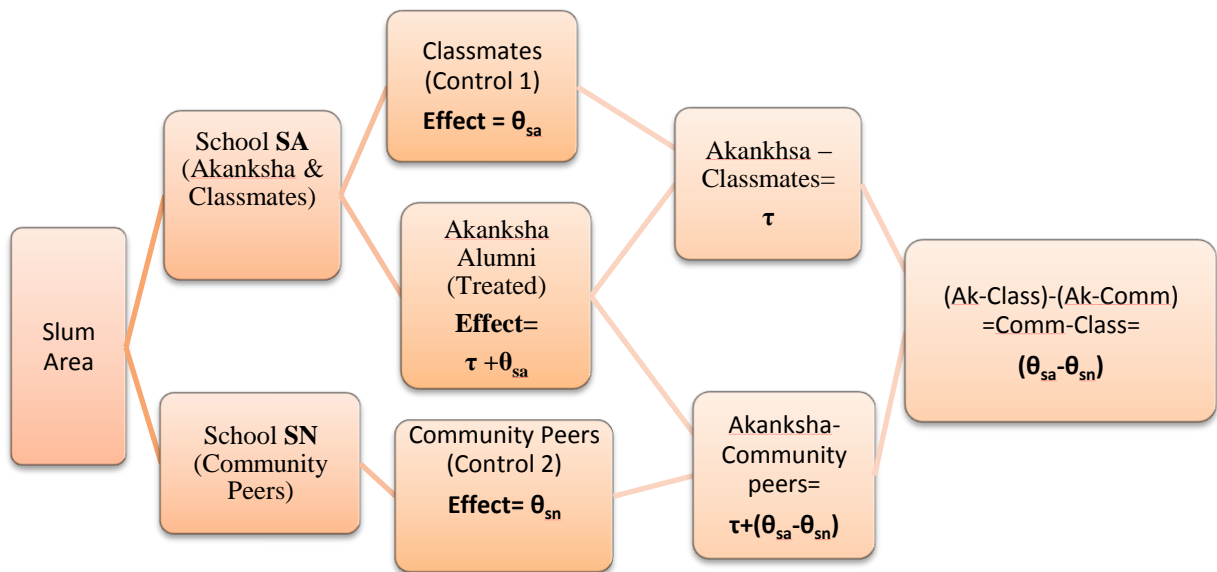 Slum
Area
School SA
(Akanksha &
Classmates)
School SN
(Community
Peers)
Classmates
(Control 1)
Effect = θsa
Akanksha
Alumni
(Treated)
Effect=
τ +θsa
Community Peers
(Control 2)
Effect= θsn
Akankhsa –
Classmates=
τ
Akanksha-
Community
peers=
τ+(θsa-θsn)
(Ak-Class)-(Ak-Comm)
=Comm-Class=
(θsa-θsn)